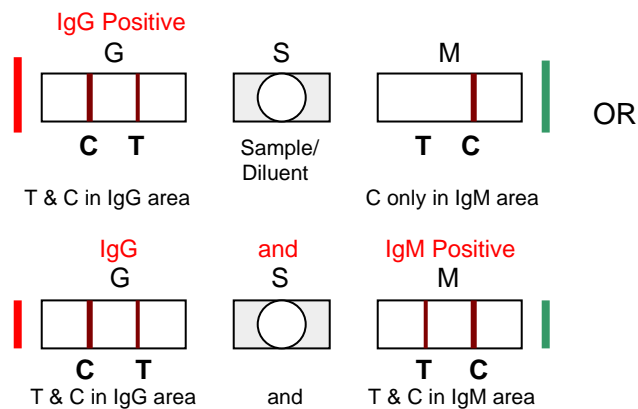 IgG Positive
G S M
OR
C T Sample/ Diluent T C
T & C in IgG area C only in IgM area
IgG and IgM Positive
G S M
C T T C
T & C in IgG area and T & C in IgM area